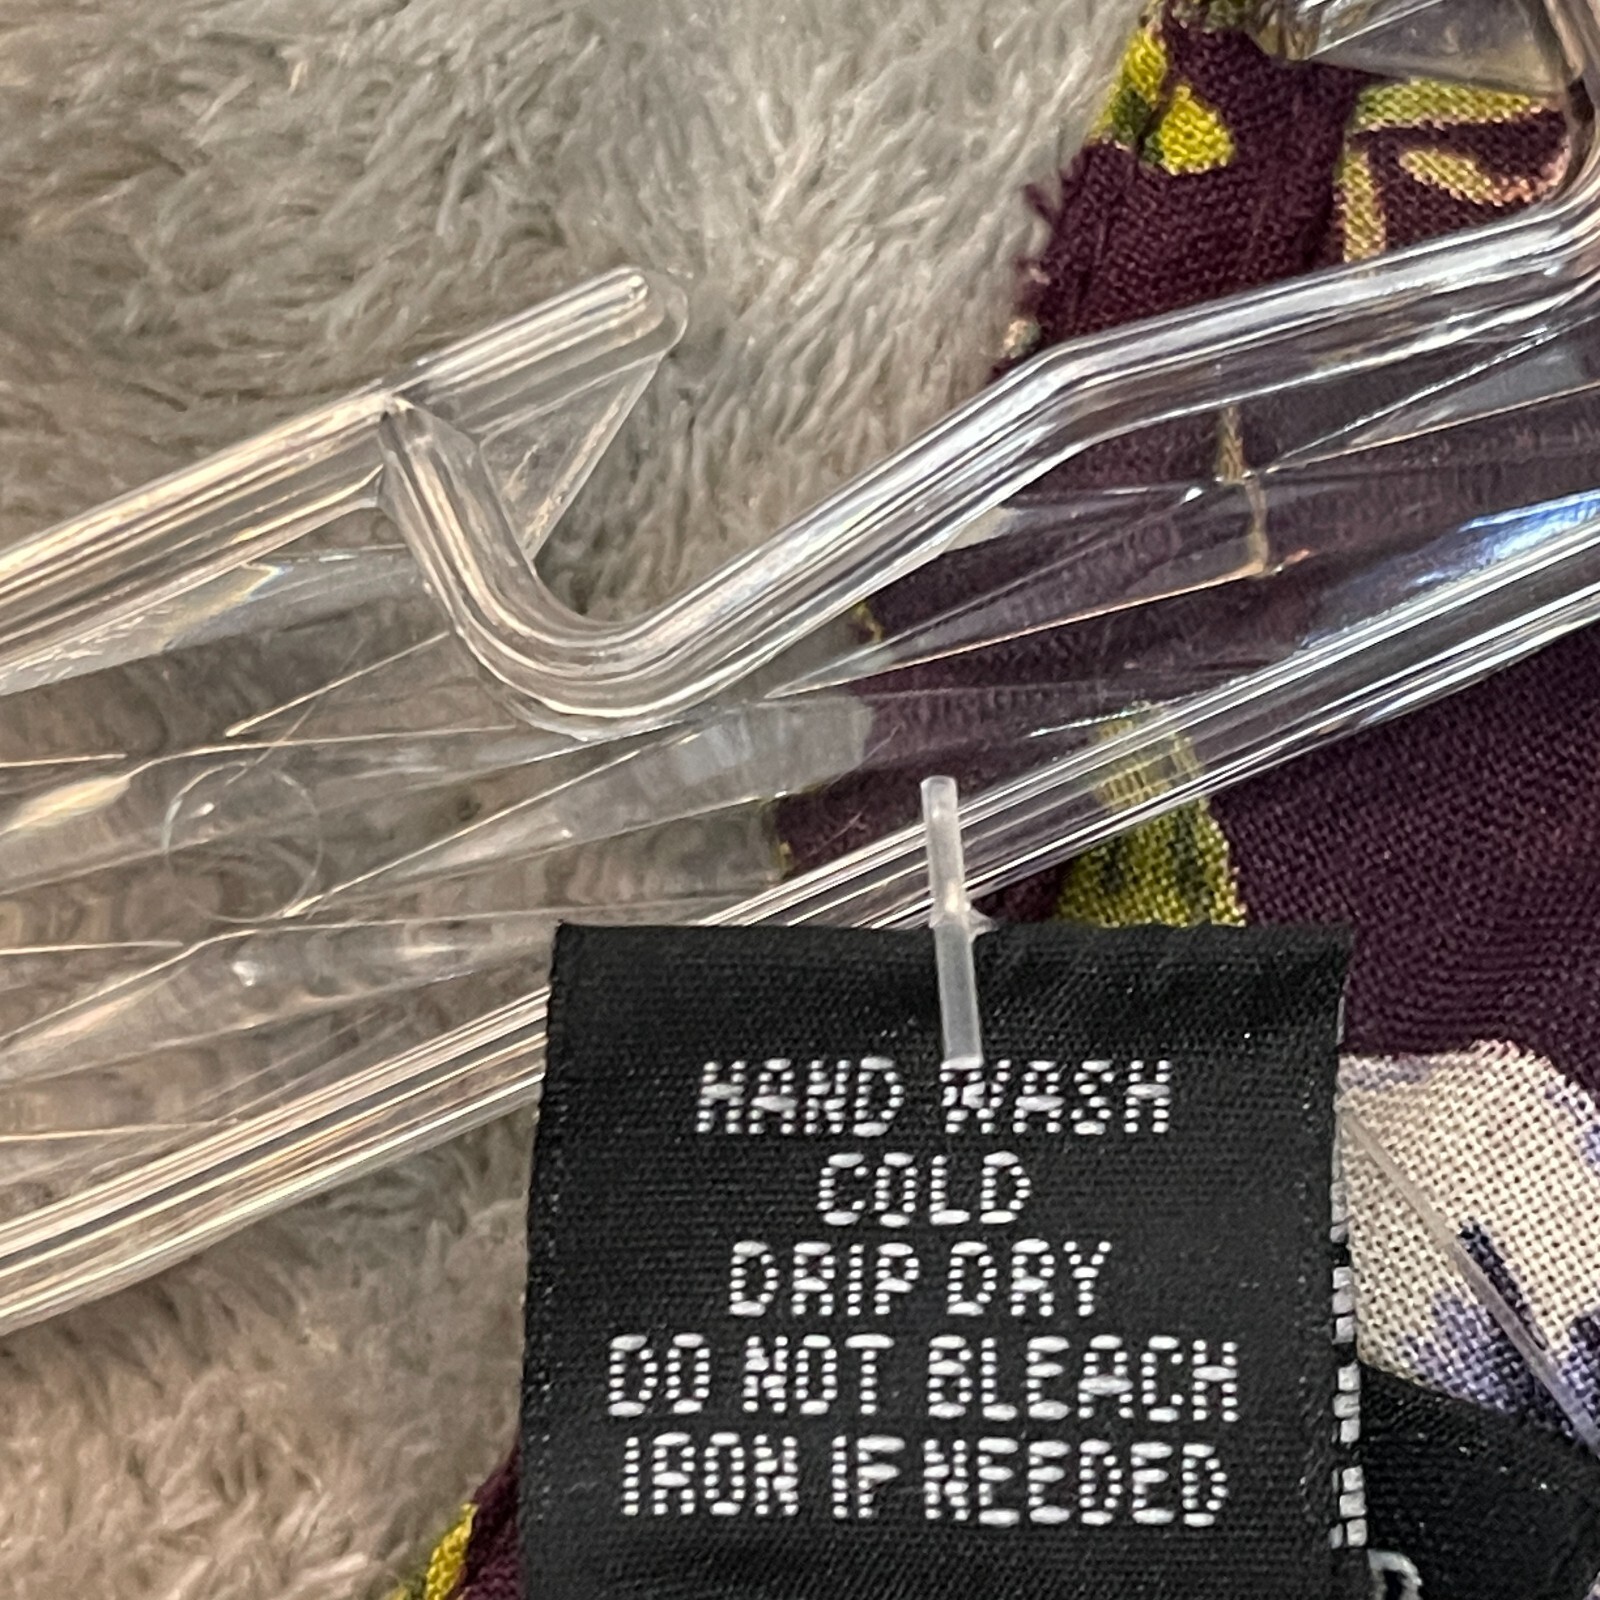 HAND WASH
COLD
DRIP DRY
DO NOT BLEACH
IRON IF NEEDED